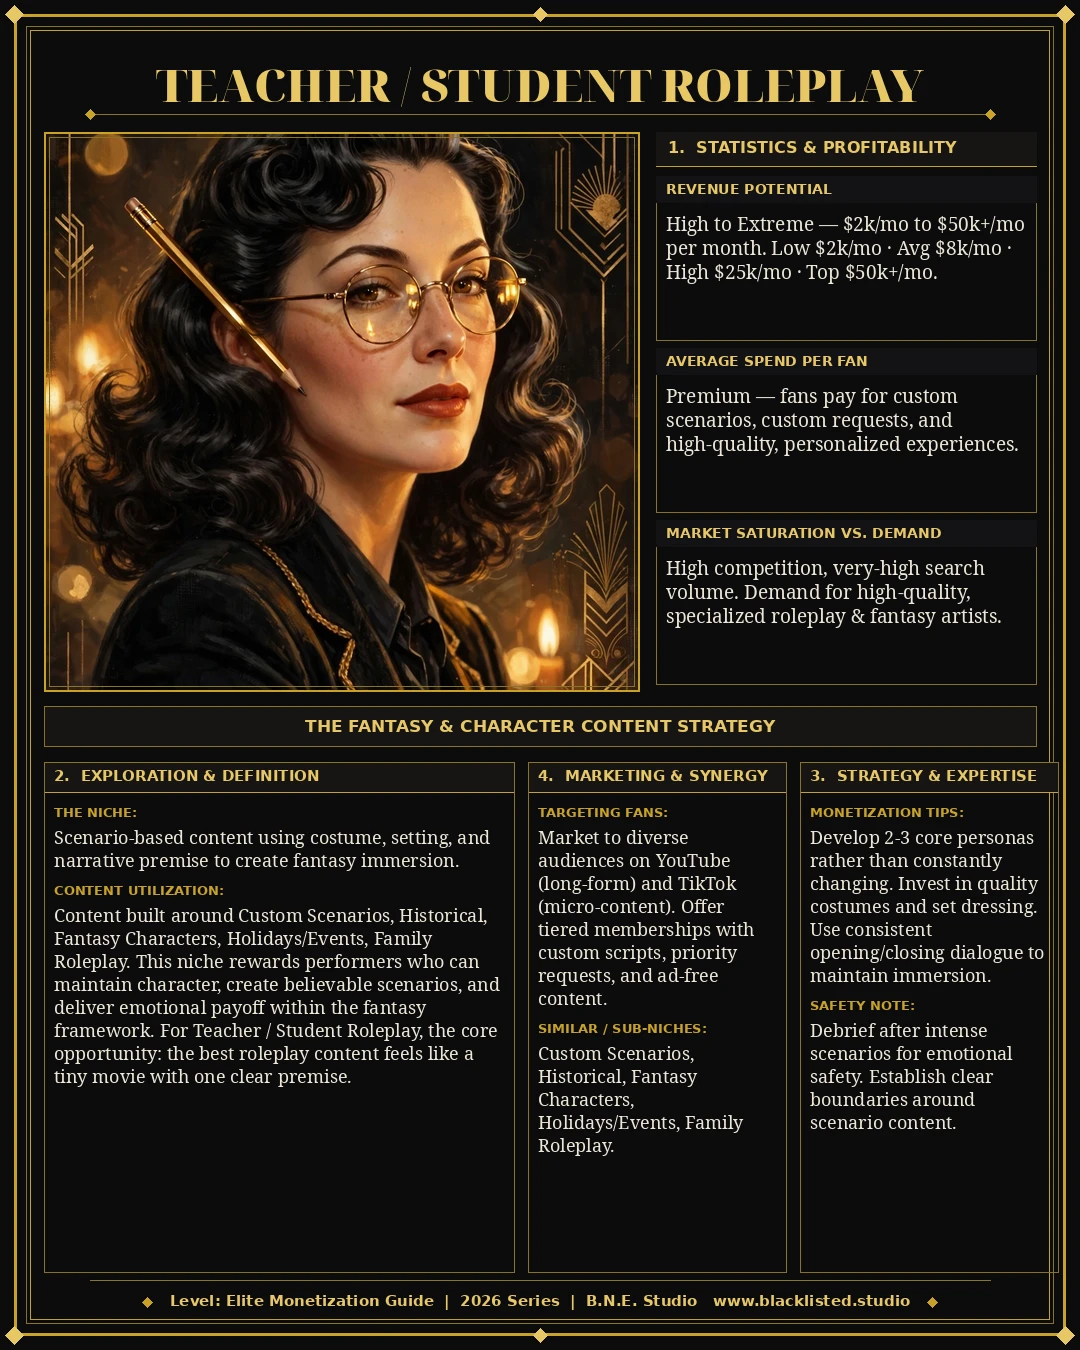 TEACHER / STUDENT ROLEPLAY
1. STATISTICS & PROFITABILITY
REVENUE POTENTIAL
High to Extreme — $2k/mo to $50k+/mo
per month. Low $2k/mo · Avg $8k/mo ·
High $25k/mo · Top $50k+/mo.
AVERAGE SPEND PER FAN
Premium — fans pay for custom
scenarios, custom requests, and
high-quality, personalized experiences.
MARKET SATURATION VS. DEMAND
High competition, very-high search
volume. Demand for high-quality,
specialized roleplay & fantasy artists.
THE FANTASY & CHARACTER CONTENT STRATEGY
2. EXPLORATION & DEFINITION
THE NICHE:
Scenario-based content using costume, setting, and
narrative premise to create fantasy immersion.
CONTENT UTILIZATION:
Content built around Custom Scenarios, Historical,
Fantasy Characters, Holidays/Events, Family
Roleplay. This niche rewards performers who can
maintain character, create believable scenarios, and
deliver emotional payoff within the fantasy
framework. For Teacher / Student Roleplay, the core
opportunity: the best roleplay content feels like a
tiny movie with one clear premise.
4. MARKETING & SYNERGY
TARGETING FANS:
Market to diverse
audiences on YouTube
(long-form) and TikTok
(micro-content). Offer
tiered memberships with
custom scripts, priority
requests, and ad-free
content.
SIMILAR / SUB-NICHES:
Custom Scenarios,
Historical, Fantasy
Characters,
Holidays/Events, Family
Roleplay.
3. STRATEGY & EXPERTISE
MONETIZATION TIPS:
Develop 2-3 core personas
rather than constantly
changing. Invest in quality
costumes and set dressing.
Use consistent
opening/closing dialogue to
maintain immersion.
SAFETY NOTE:
Debrief after intense
scenarios for emotional
safety. Establish clear
boundaries around
scenario content.
Level: Elite Monetization Guide | 2026 Series | B.N.E. Studio www.blacklisted.studio